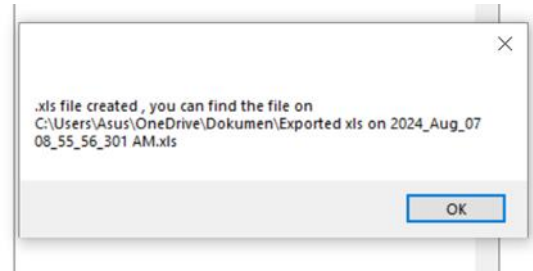 .xls file created , you can find the file on
C:\Users\Asus\OneDrive\Dokumen\Exported xls on 2024_Aug_07
08_55_56_301 AM.xls
OK